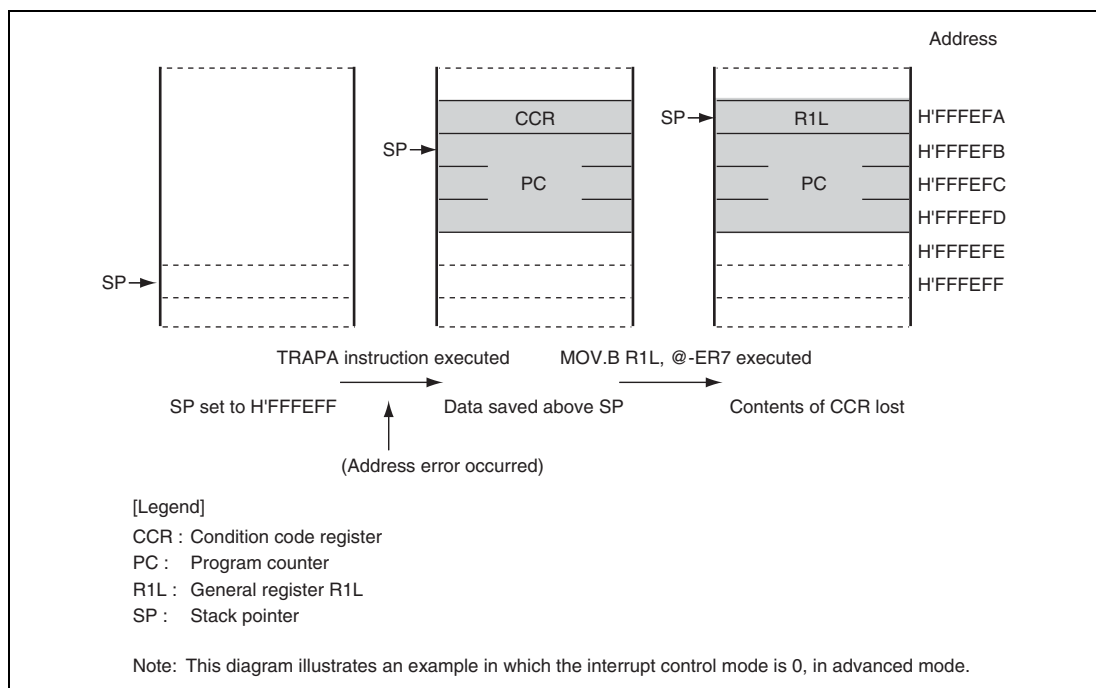 Address
CCR
SP
R1L
H'FFFEFA
SP
H'FFFEFB
PC
PC
H'FFFEFC
H'FFFEFD
H'FFFEFE
SP
H'FFFEFF
TRAPA instruction executed
MOV.B R1L, @-ER7 executed
SP set to H'FFFEFF
Data saved above SP
Contents of CCR lost
(Address error occurred)
[Legend]
CCR : Condition code register
PC : Program counter
R1L : General register R1L
SP : Stack pointer
Note: This diagram illustrates an example in which the interrupt control mode is 0, in advanced mode.